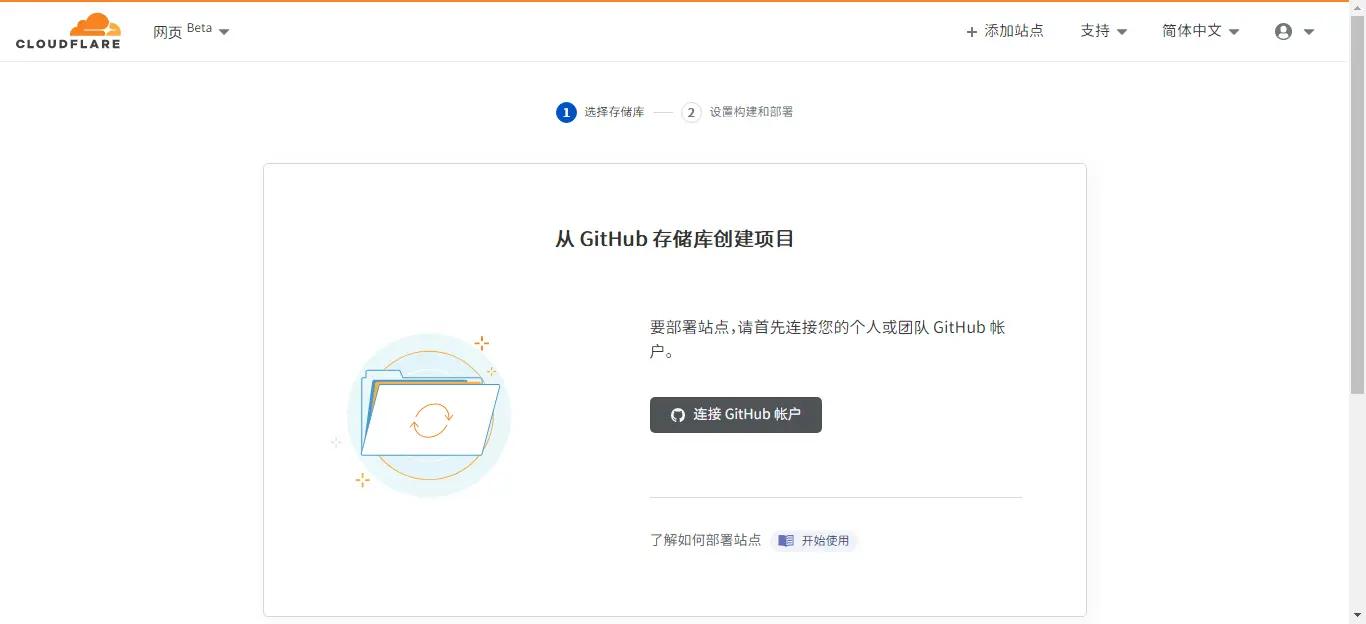 CLOUDFLARE
网页 Beta
添加站点
支持
简体中文
1 选择存储库
2 设置构建和部署
从 GitHub 存储库创建项目
要部署站点,请首先连接您的个人或团队 GitHub 帐
户。
连接 GitHub 帐户
了解如何部署站点 开始使用